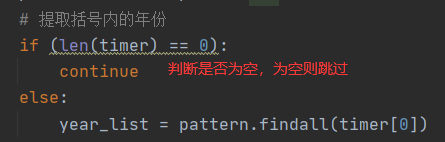 # 提取括号内的年份
if (len(timer) == 0):
continue 判断是否为空，为空则跳过
else:
year_list = pattern.findall(timer[0])